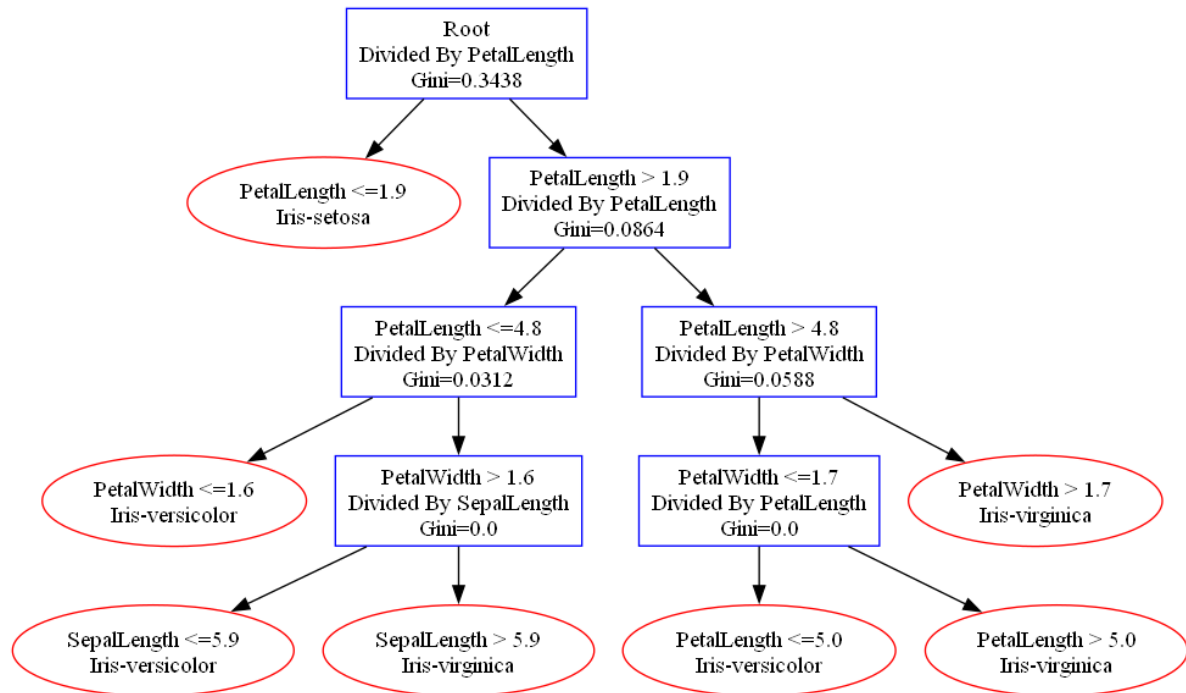 Root
Divided By PetalLength
Gini=0.3438
PetalLength <=1.9
Iris-setosa
PetalLength > 1.9
Divided By PetalLength
Gini=0.0864
PetalLength <=4.8
Divided By PetalWidth
Gini=0.0312
PetalLength > 4.8
Divided By PetalWidth
Gini=0.0588
PetalWidth <=1.6
Iris-versicolor
PetalWidth > 1.6
Divided By SepalLength
Gini=0.0
PetalWidth <=1.7
Divided By PetalLength
Gini=0.0
PetalWidth > 1.7
Iris-virginica
SepalLength <=5.9
Iris-versicolor
SepalLength > 5.9
Iris-virginica
PetalLength <=5.0
Iris-versicolor
PetalLength > 5.0
Iris-virginica